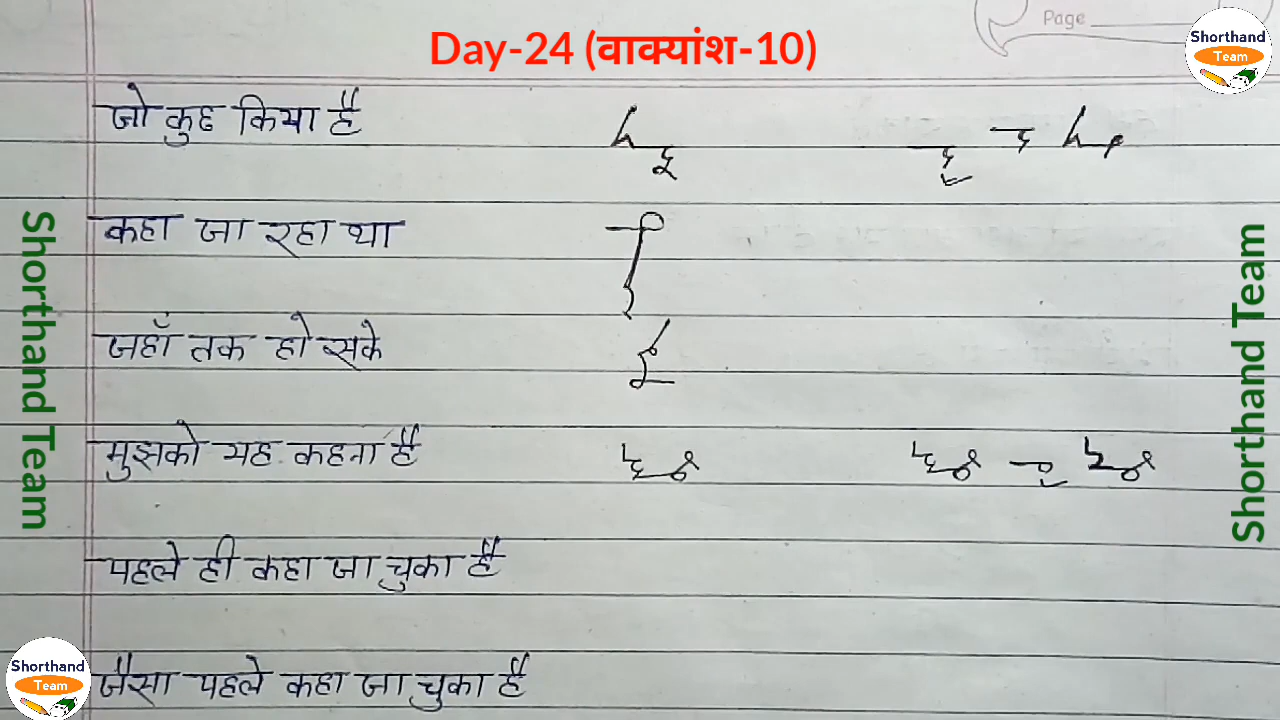 Page
Day-24 (वाक्यांश-10)
Shorthand
Team
जो कुछ किया है
कहा जा रहा था
जहाँ तक हो सके
मुझको यह कहना है
पहले ही कहा जा चुका है
जैसा पहले कहा जा चुका है
Shorthand Team
Shorthand Team
Shorthand
Team